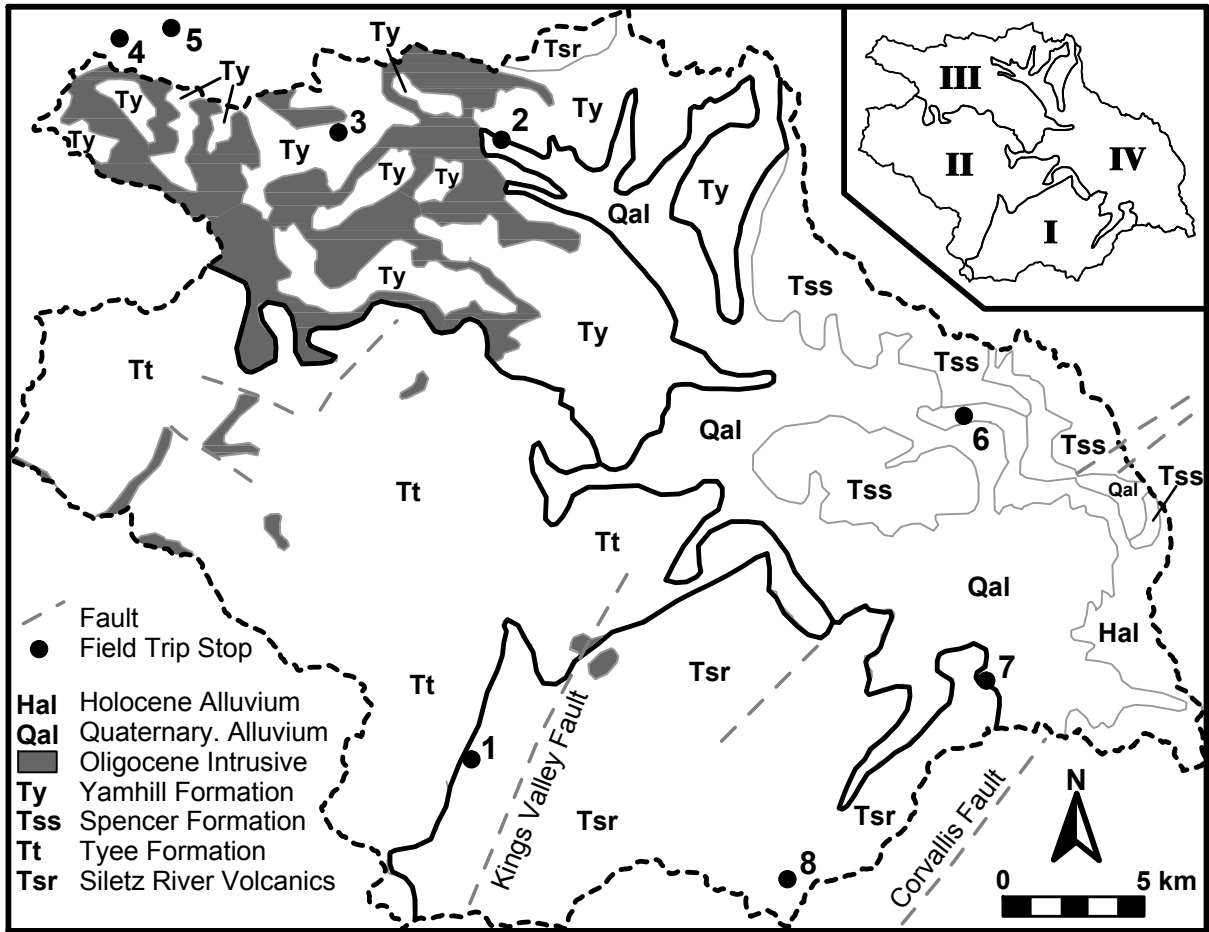 4
5
Ty
Tsr
Ty
Ty
Ty
3
Ty
2
Ty
Ty
Ty
Ty
Ty
Qal
Ty
Tss
Ty
Tt
Tss
Qal
6
Tss
Tss
Qal
Tss
Tt
Tt
Qal
Hal
Tsr
7
Tt
1
Kings Valley Fault
Tsr
Tsr
8
Corvallis Fault
III
II
IV
I
Fault
Field Trip Stop
Hal Holocene Alluvium
Qal Quaternary. Alluvium
Oligocene Intrusive
Ty Yamhill Formation
Tss Spencer Formation
Tt Tyee Formation
Tsr Siletz River Volcanics
N
0 5 km